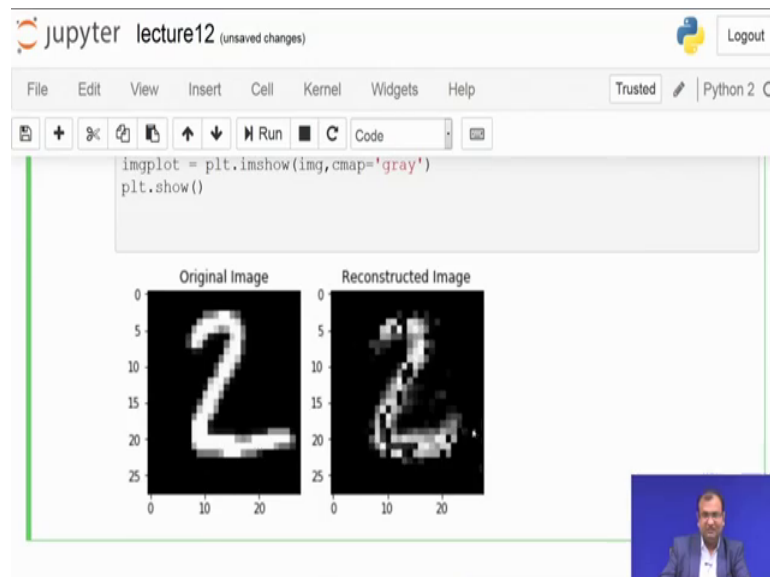 jupyter lecture12 (unsaved changes)
Logout
File Edit View Insert Cell Kernel Widgets Help
Trusted Python 2
Run Code
imgplot = plt.imshow(img,cmap='gray')
plt.show()
Original Image Reconstructed Image
0 0
5 5
10 10
15 15
20 20
25 25
0 10 20 0 10 20